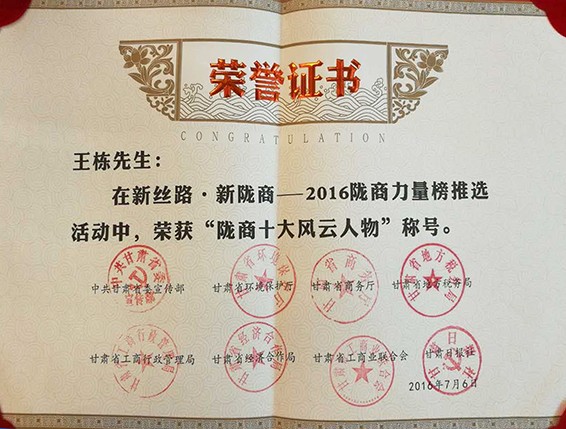 荣誉证书
CONGRATULATION
王栋先生：
在新丝路·新陇商——2016陇商力量榜推选
活动中，荣获“陇商十大风云人物”称号。
中共甘肃省委宣传部 甘肃省环境保护厅 甘肃省商务厅 甘肃省地方税务局
甘肃省工商行政管理局 甘肃省经济合作局 甘肃省工商业联合会 甘肃日报社
2016年7月6日